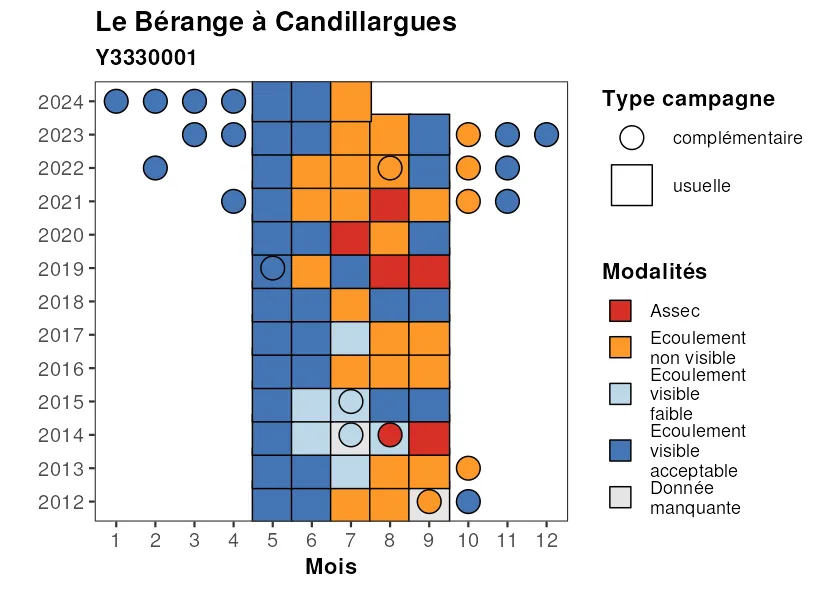 Le Bérange à Candillargues
Y3330001
2024
2023
2022
2021
2020
2019
2018
2017
2016
2015
2014
2013
2012
1 2 3 4 5 6 7 8 9 10 11 12
Mois
Type campagne
complémentaire
usuelle
Modalités
Assec
Ecoulement
non visible
Ecoulement
visible
faible
Ecoulement
visible
acceptable
Donnée
manquante